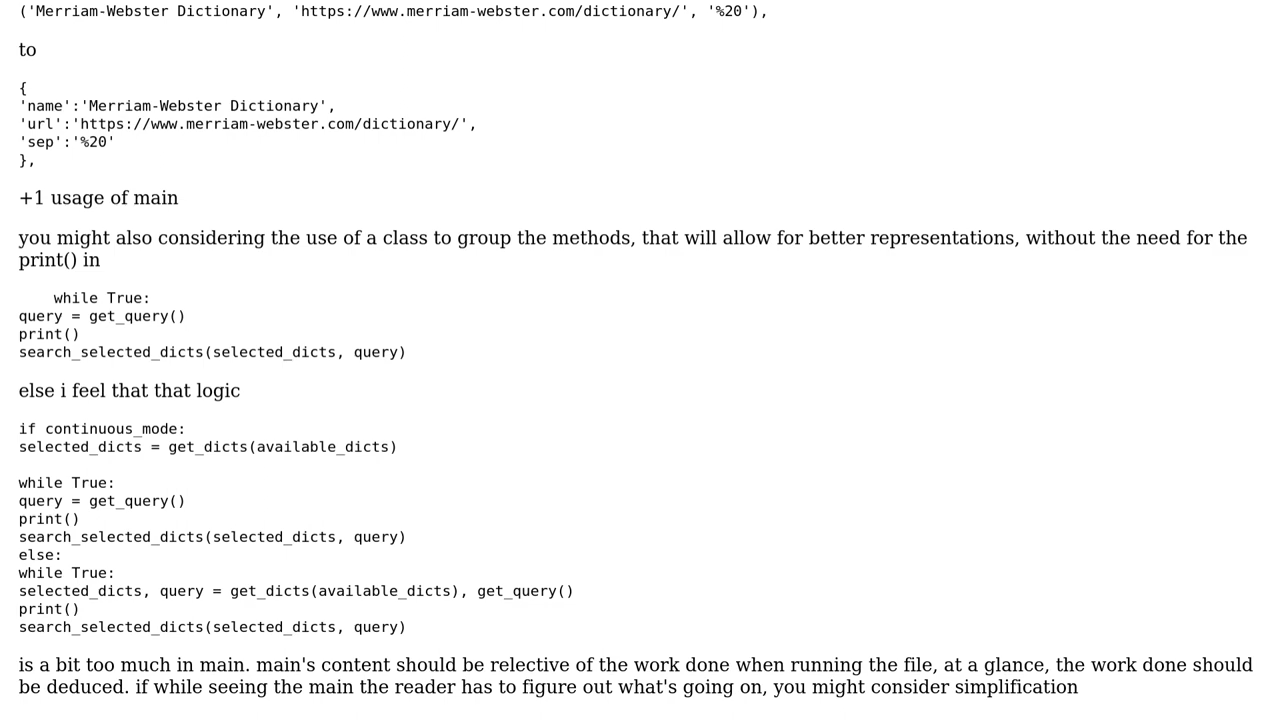 ('Merriam-Webster Dictionary', 'https://www.merriam-webster.com/dictionary/', '%20'),
to
{
'name':'Merriam-Webster Dictionary',
'url':'https://www.merriam-webster.com/dictionary/',
'sep':'%20'
},
+1 usage of main
you might also considering the use of a class to group the methods, that will allow for better representations, without the need for the
print() in
    while True:
query = get_query()
print()
search_selected_dicts(selected_dicts, query)
else i feel that that logic
if continuous_mode:
selected_dicts = get_dicts(available_dicts)
while True:
query = get_query()
print()
search_selected_dicts(selected_dicts, query)
else:
while True:
selected_dicts, query = get_dicts(available_dicts), get_query()
print()
search_selected_dicts(selected_dicts, query)
is a bit too much in main. main's content should be relective of the work done when running the file, at a glance, the work done should
be deduced. if while seeing the main the reader has to figure out what's going on, you might consider simplification